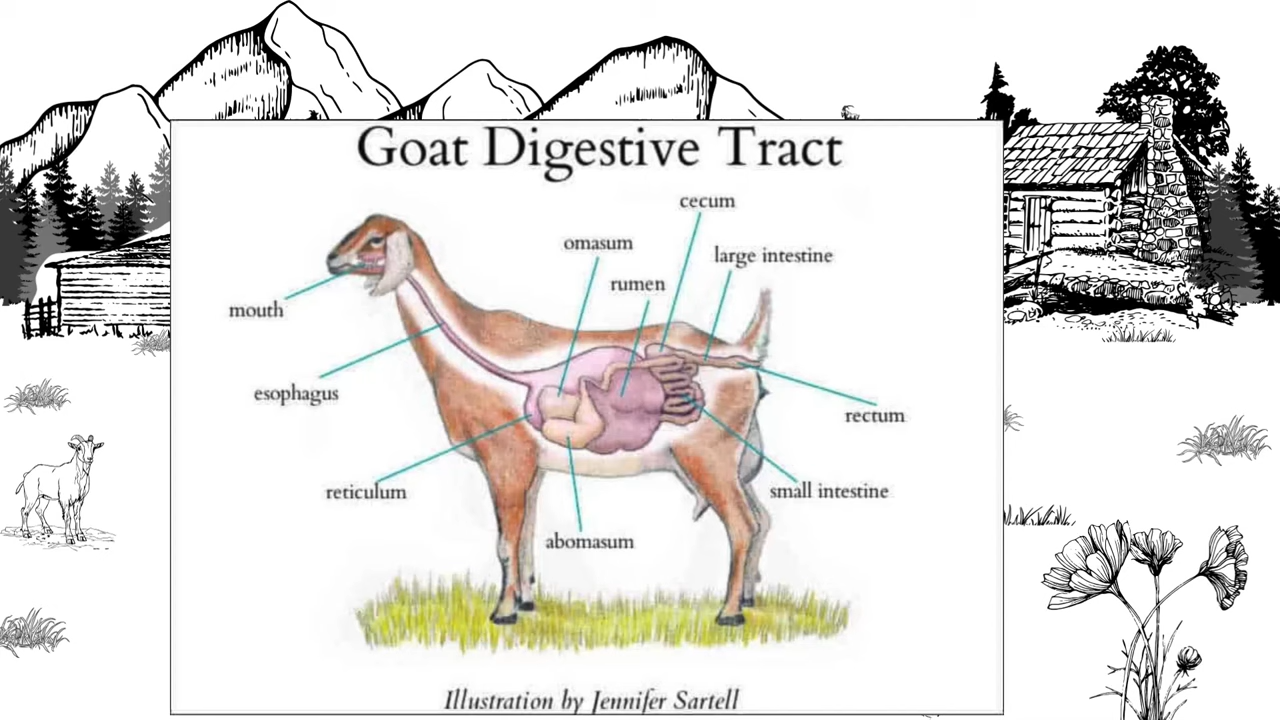 Goat Digestive Tract
cecum
omasum
large intestine
rumen
mouth
esophagus
rectum
reticulum
small intestine
abomasum
Illustration by Jennifer Sartell